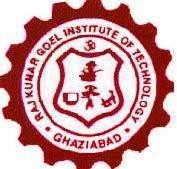 RAJ KUMAR GOEL INSTITUTE OF TECHNOLOGY
• GHAZIABAD •
ॐ